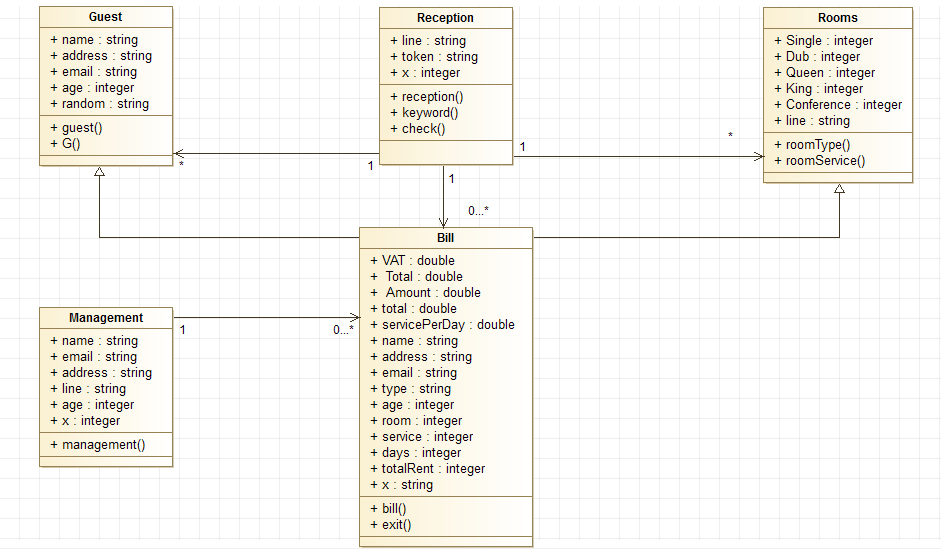 Guest
+ name : string
+ address : string
+ email : string
+ age : integer
+ random : string
+ guest()
+ G()
Reception
+ line : string
+ token : string
+ x : integer
+ reception()
+ keyword()
+ check()
Rooms
+ Single : integer
+ Dub : integer
+ Queen : integer
+ King : integer
+ Conference : integer
+ line : string
+ roomType()
+ roomService()
*
1
1
*
1
0...*
Bill
+ VAT : double
+ Total : double
+ Amount : double
+ total : double
+ servicePerDay : double
+ name : string
+ address : string
+ email : string
+ type : string
+ age : integer
+ room : integer
+ service : integer
+ days : integer
+ totalRent : integer
+ x : string
+ bill()
+ exit()
Management
+ name : string
+ email : string
+ address : string
+ line : string
+ age : integer
+ x : integer
+ management()
1
0...*